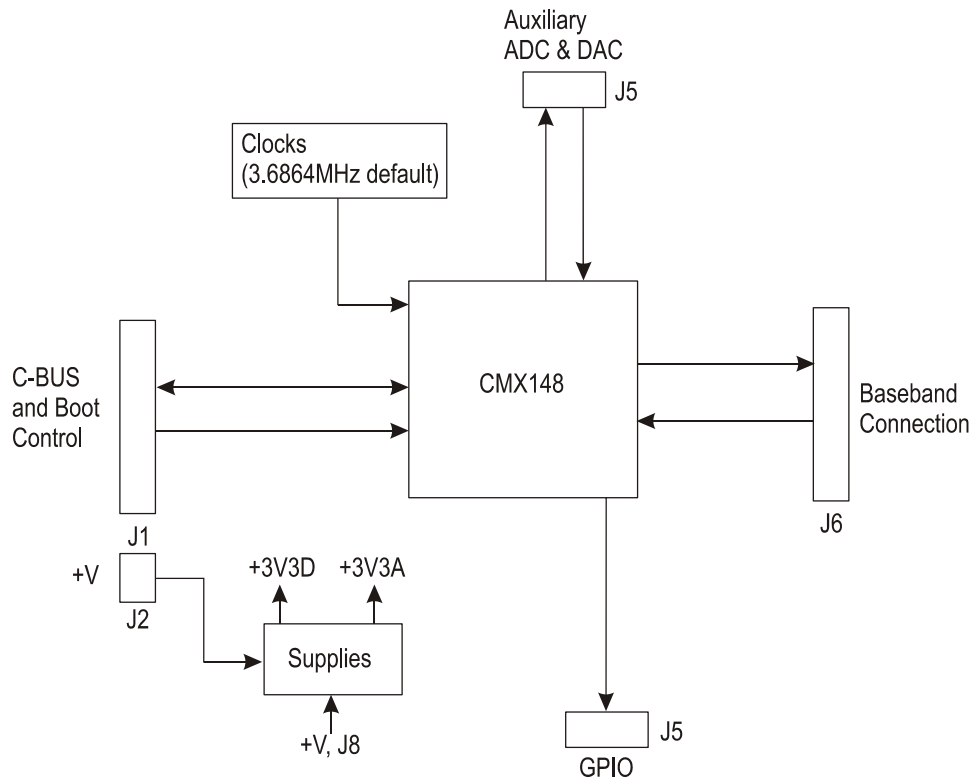 Auxiliary
ADC & DAC
J5
Clocks
(3.6864MHz default)
C-BUS
and Boot
Control
CMX148
Baseband
Connection
J1
J6
+V
J2
+3V3D
+3V3A
Supplies
+V, J8
J5
GPIO